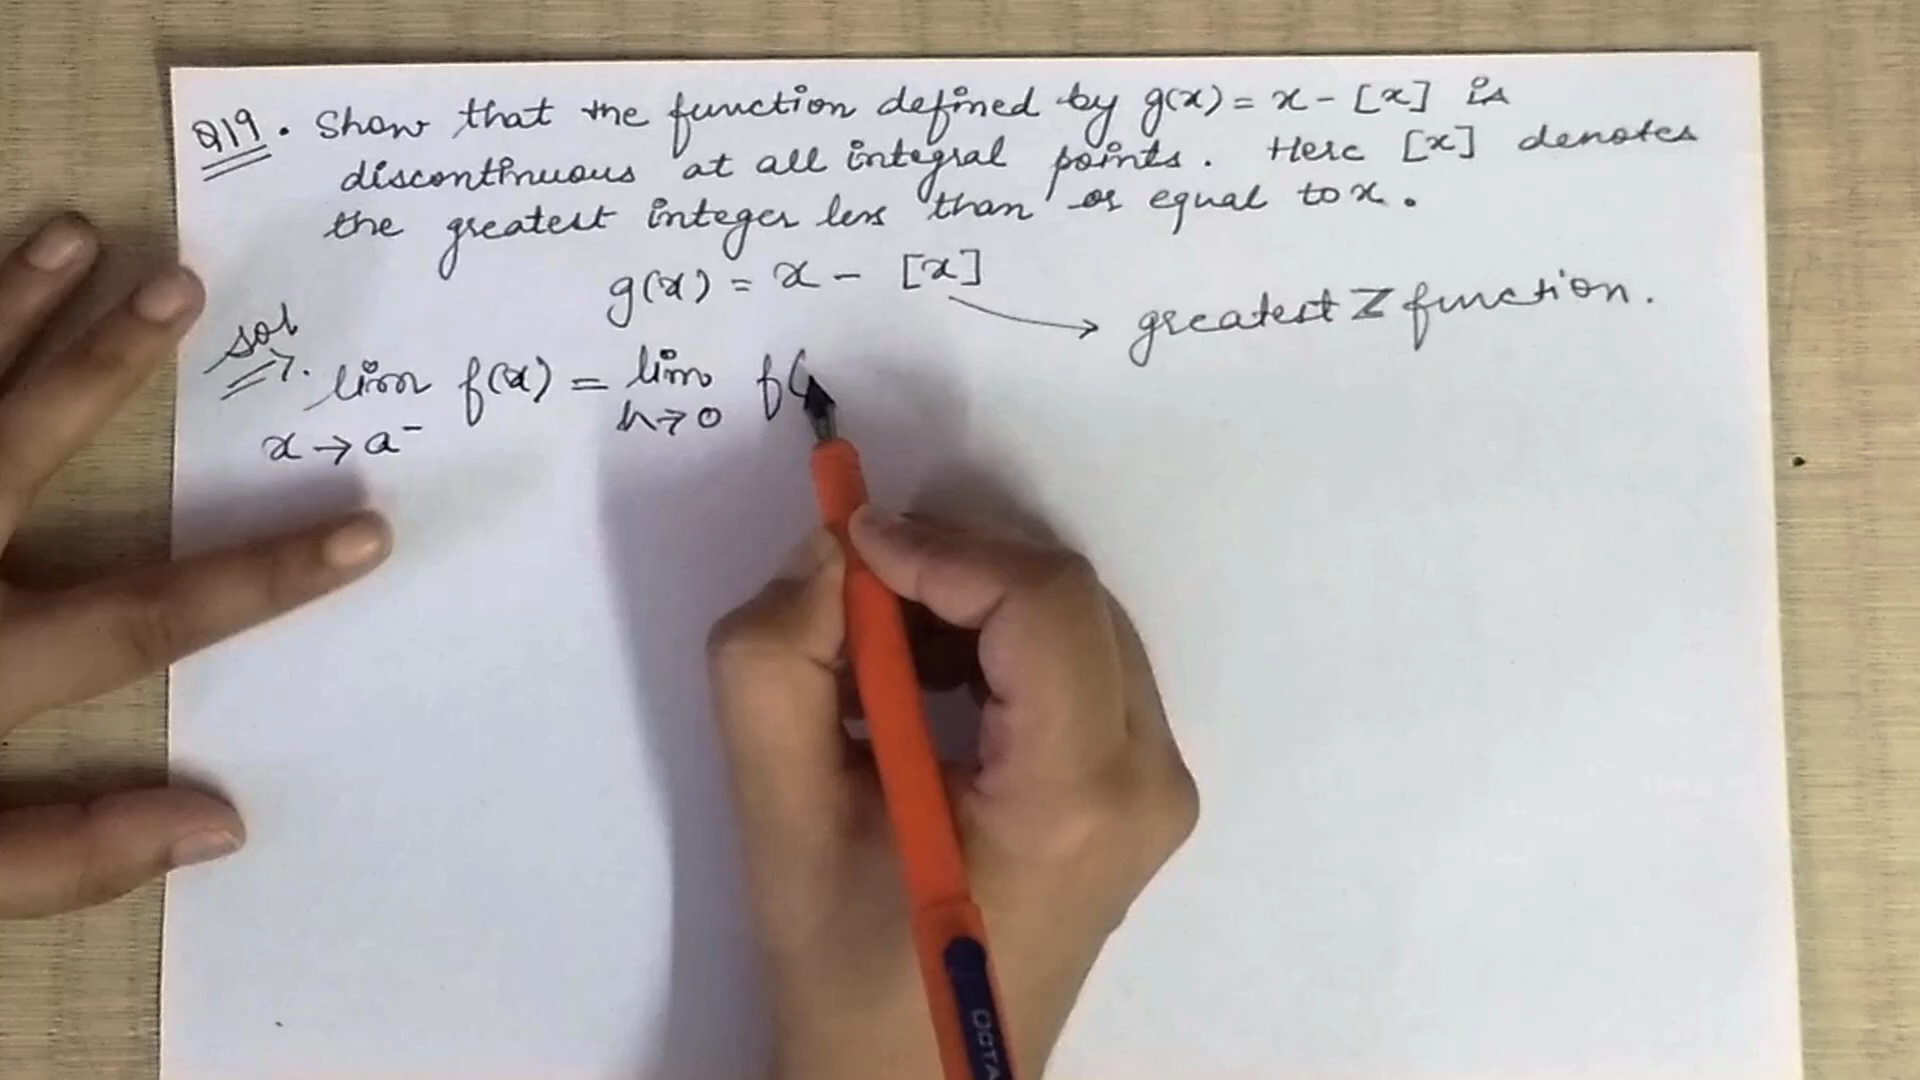 Q19. Show that the function defined by g(x) = x - [x] is
discontinuous at all integral points. Here [x] denotes
the greatest integer less than or equal to x.
g(x) = x - [x] → greatest Z function.
sol
lim f(x) = lim f(
x → a⁻ h → 0
OCTA